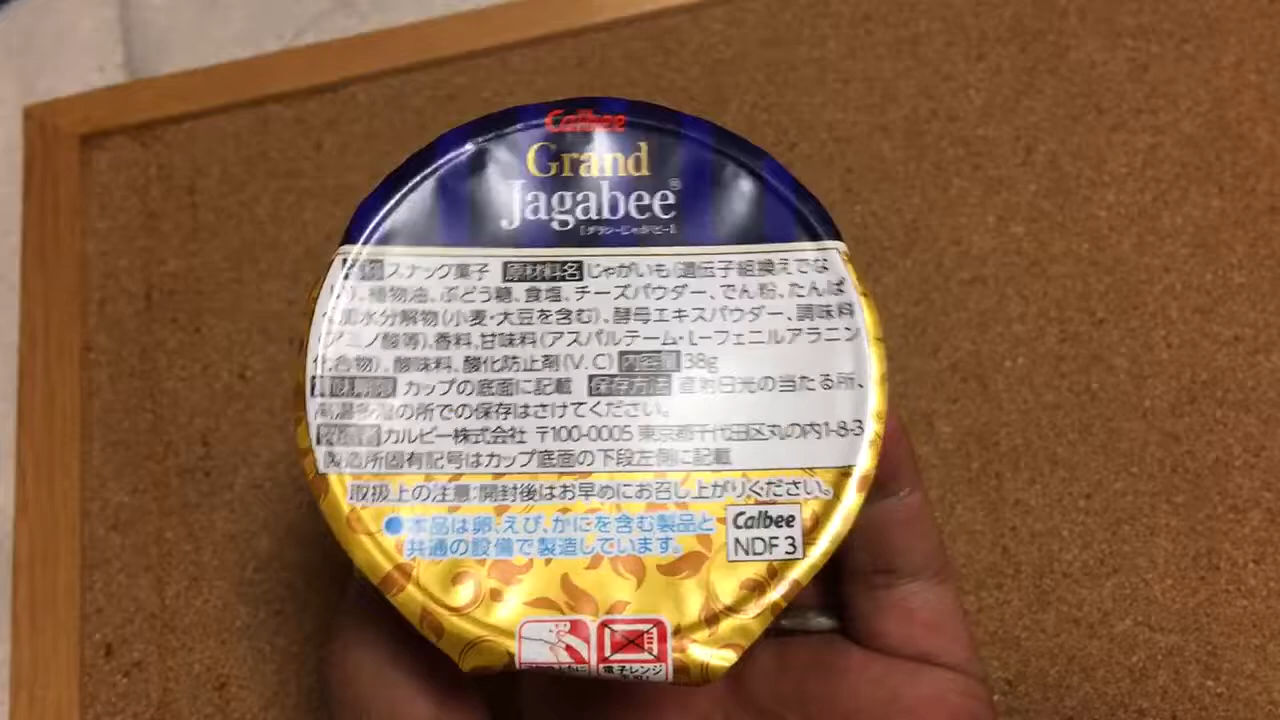 Calbee
Grand
Jagabee®
[グラン・じゃがビー]
スナック菓子 原材料名 じゃがいも(遺伝子組換えでな
、植物油、ぶどう糖、食塩、チーズパウダー、でん粉、たんぱ
水分解物(小麦・大豆を含む)、酵母エキスパウダー、調味料
ミノ酸等)、香料、甘味料(アスパルテーム・L-フェニルアラニン
化合物)、酸味料、酸化防止剤(V.C) 内容量 38g
カップの底面に記載 保存方法 直射日光の当たる所、
高温多湿の所での保存はさけてください。
カルビー株式会社 〒100-0005 東京都千代田区丸の内1-8-3
製造所固有記号はカップ底面の下段左側に記載
取扱上の注意:開封後はお早めにお召し上がりください。
●本品は卵、えび、かにを含む製品と
共通の設備で製造しています。
Calbee
NDF3
電子レンジ